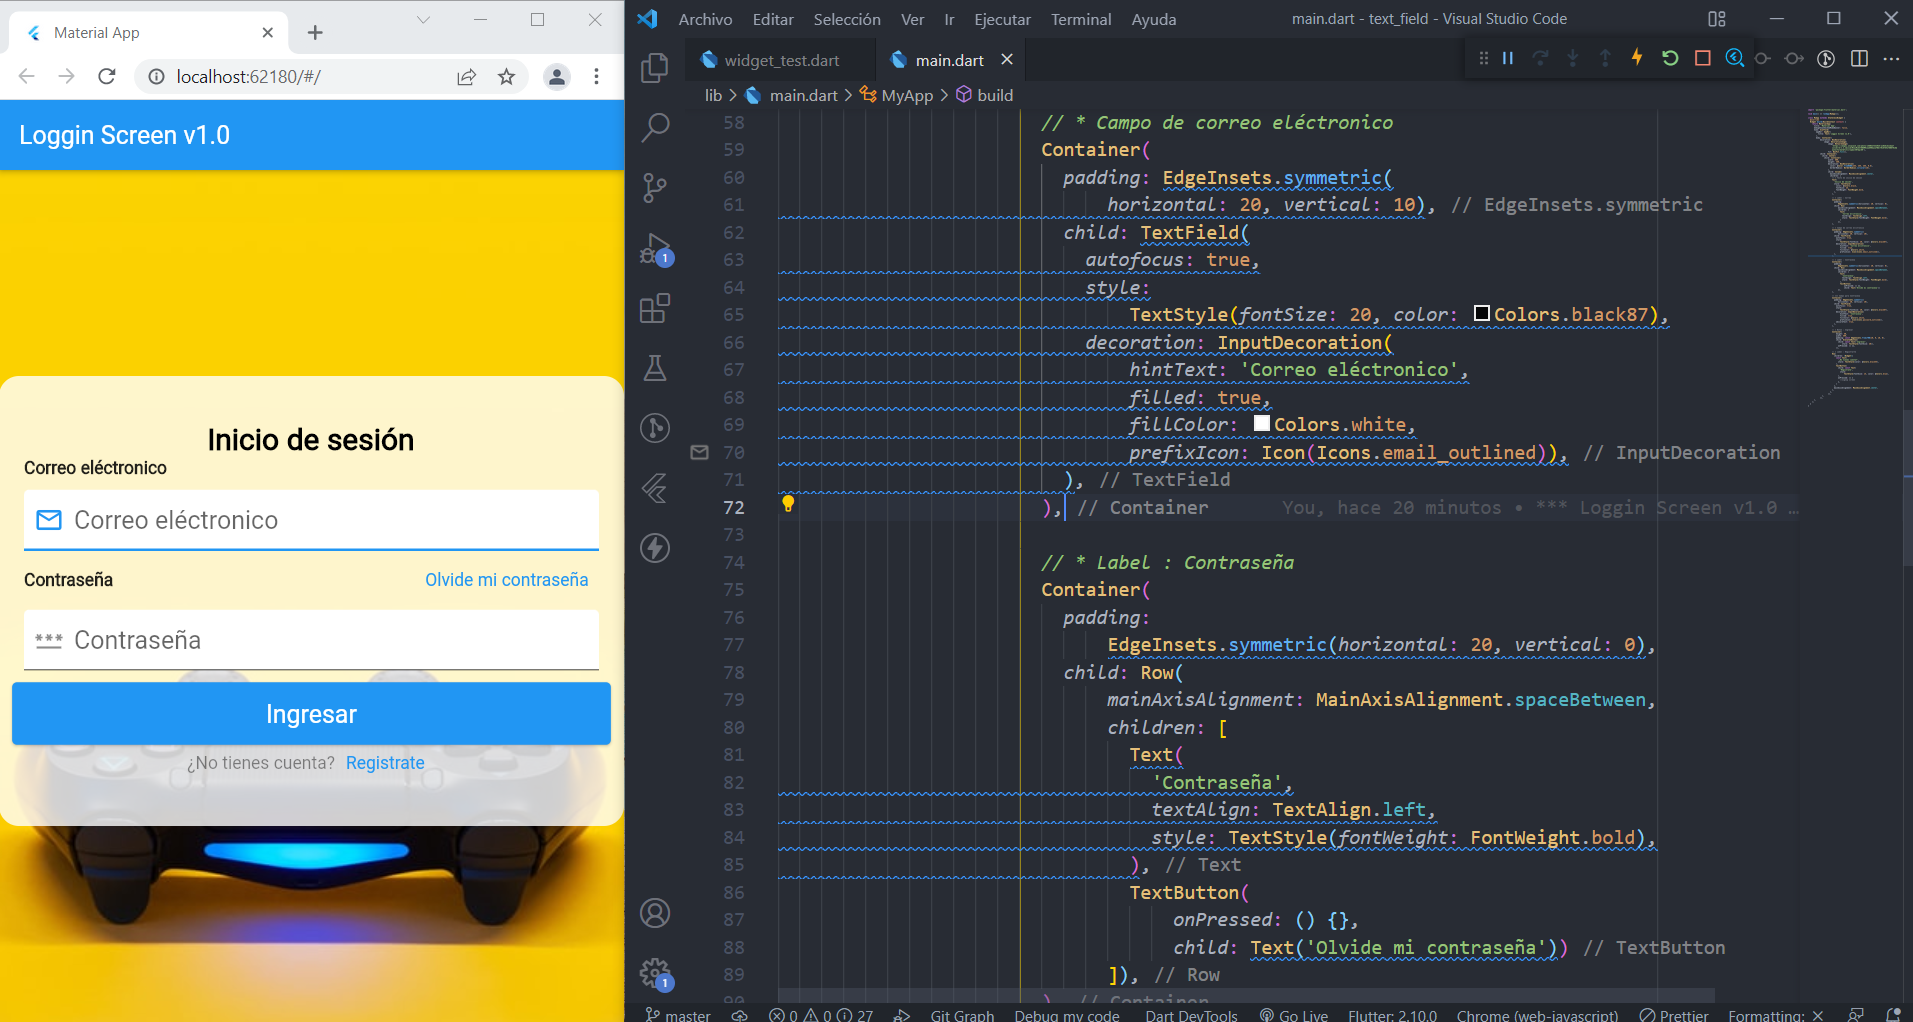 Material App
localhost:62180/#/
Loggin Screen v1.0
Inicio de sesión
Correo eléctronico
Correo eléctronico
Contraseña
Olvide mi contraseña
*** Contraseña
Ingresar
¿No tienes cuenta? Registrate
Archivo Editar Selección Ver Ir Ejecutar Terminal Ayuda
main.dart - text_field - Visual Studio Code
widget_test.dart
main.dart
lib > main.dart > MyApp > build
1
1
58 // * Campo de correo eléctronico
59 Container(
60 padding: EdgeInsets.symmetric(
61 horizontal: 20, vertical: 10), // EdgeInsets.symmetric
62 child: TextField(
63 autofocus: true,
64 style:
65 TextStyle(fontSize: 20, color: Colors.black87),
66 decoration: InputDecoration(
67 hintText: 'Correo eléctronico',
68 filled: true,
69 fillColor: Colors.white,
70 prefixIcon: Icon(Icons.email_outlined)), // InputDecoration
71 ), // TextField
72 ), // Container You, hace 20 minutos • *** Loggin Screen v1.0 …
73
74 // * Label : Contraseña
75 Container(
76 padding:
77 EdgeInsets.symmetric(horizontal: 20, vertical: 0),
78 child: Row(
79 mainAxisAlignment: MainAxisAlignment.spaceBetween,
80 children: [
81 Text(
82 'Contraseña',
83 textAlign: TextAlign.left,
84 style: TextStyle(fontWeight: FontWeight.bold),
85 ), // Text
86 TextButton(
87 onPressed: () {},
88 child: Text('Olvide mi contraseña')) // TextButton
89 ]), // Row
90 ), // Container
master 0 0 27 Git Graph Debug my code Dart DevTools Go Live Flutter: 2.10.0 Chrome (web-javascript) Prettier Formatting: ×